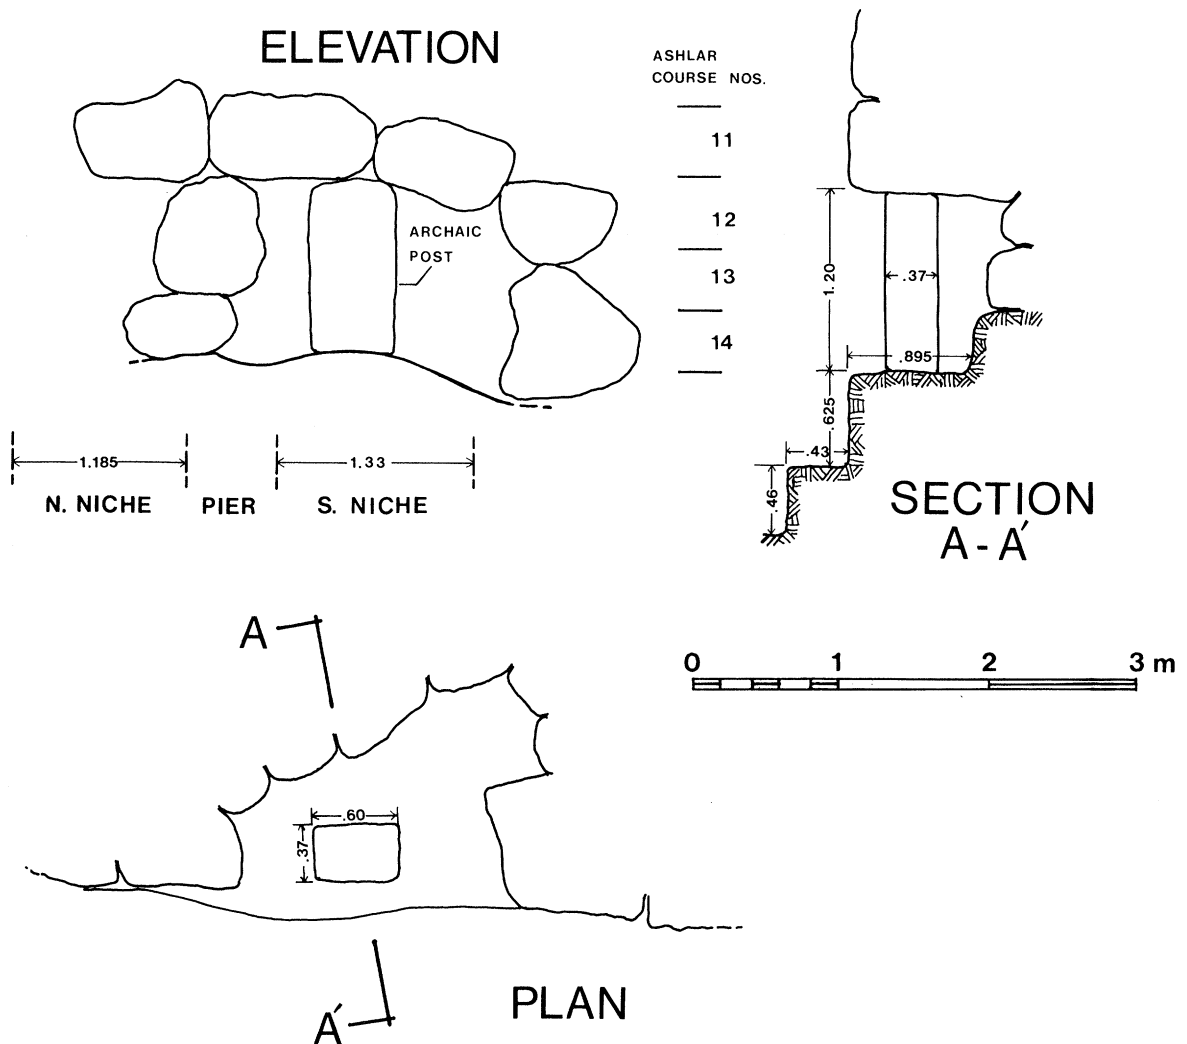 ELEVATION
ASHLAR
COURSE NOS.
11
12
13
14
ARCHAIC
POST
1.20
.37
.895
.625
.43
.46
1.185
1.33
N. NICHE PIER S. NICHE
SECTION
A - A′
A
0 1 2 3 m
.60
.37
A′
PLAN